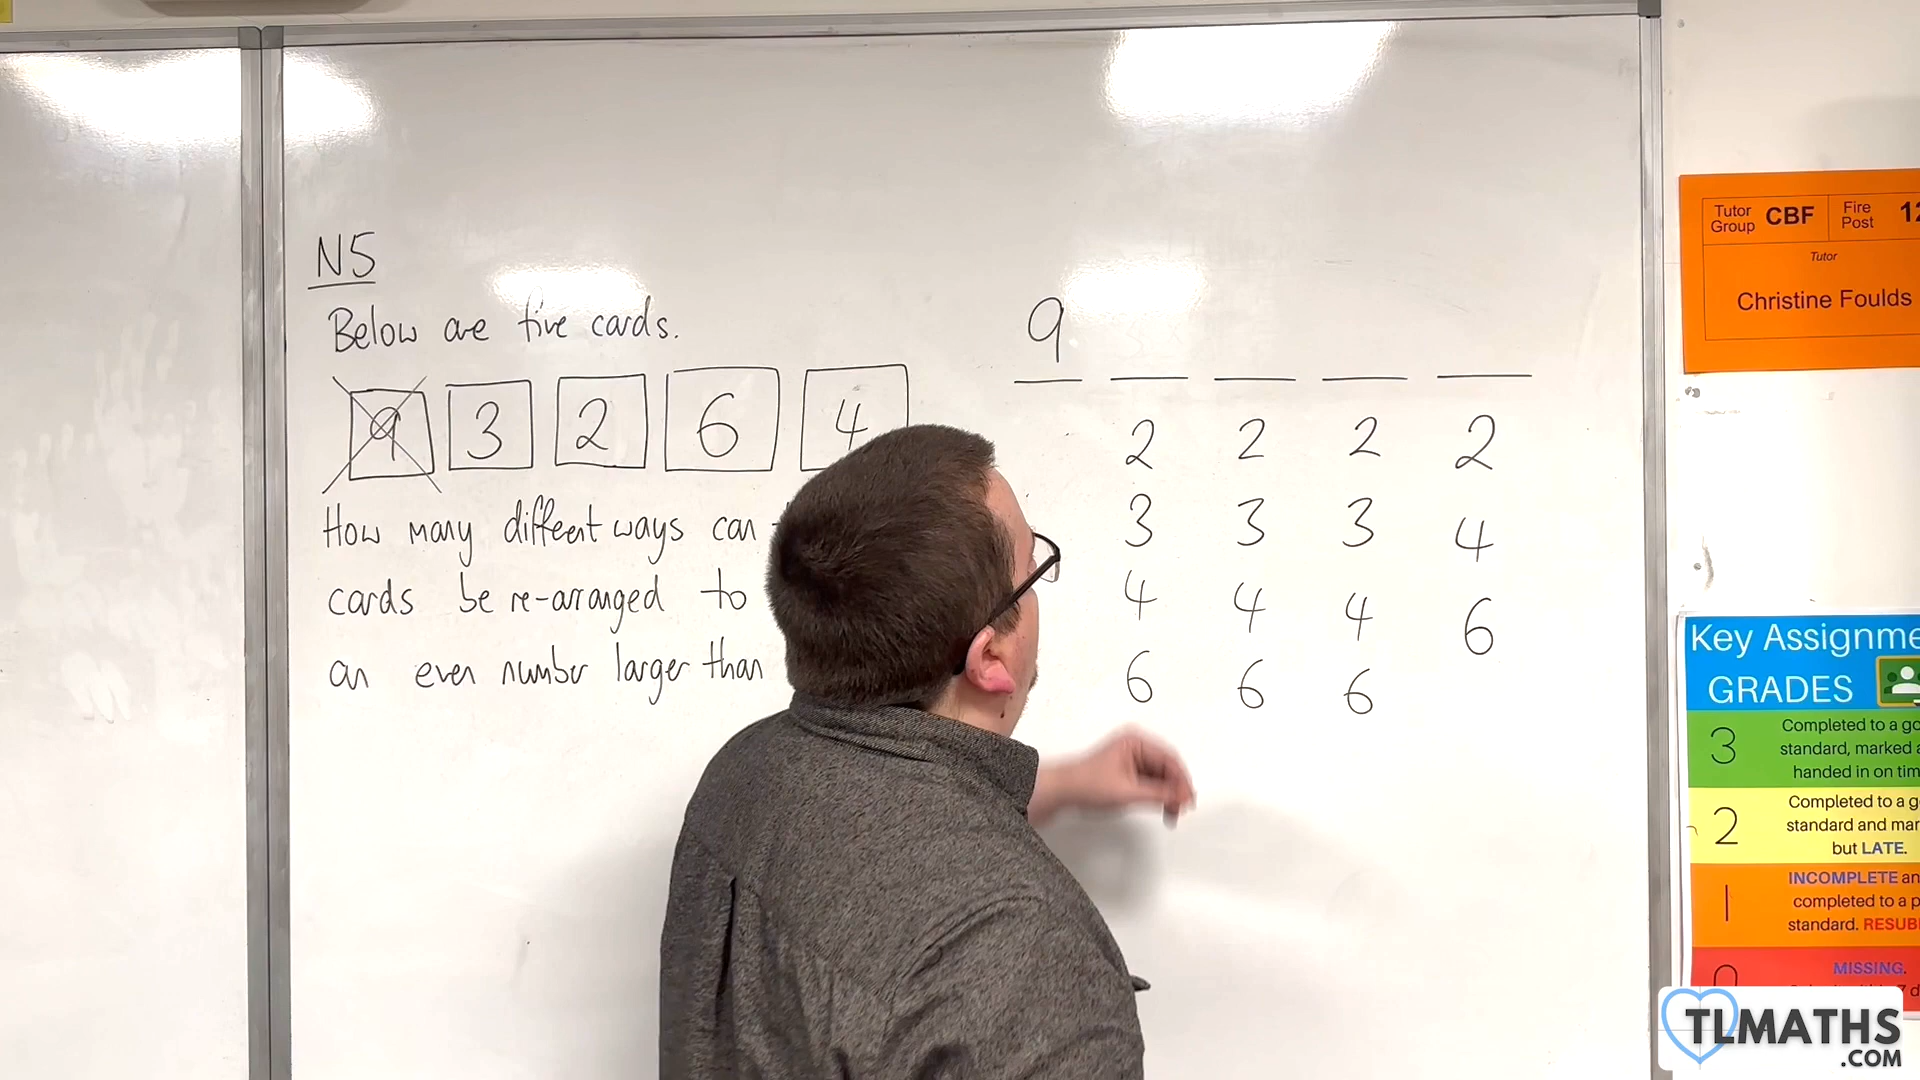 N5
Below are five cards.
9 3 2 6 4
How many different ways can
cards be re-arranged to
an even number larger than
9
2 2 2 2
3 3 3 4
4 4 4 6
6 6 6
Tutor Group CBF Fire Post
Tutor
Christine Foulds
Key Assignme
GRADES
3 Completed to a go
standard, marked a
handed in on tim
2 Completed to a g
standard and mar
but LATE.
1 INCOMPLETE an
completed to a p
standard. RESUB
0 MISSING.
TLMATHS
.COM